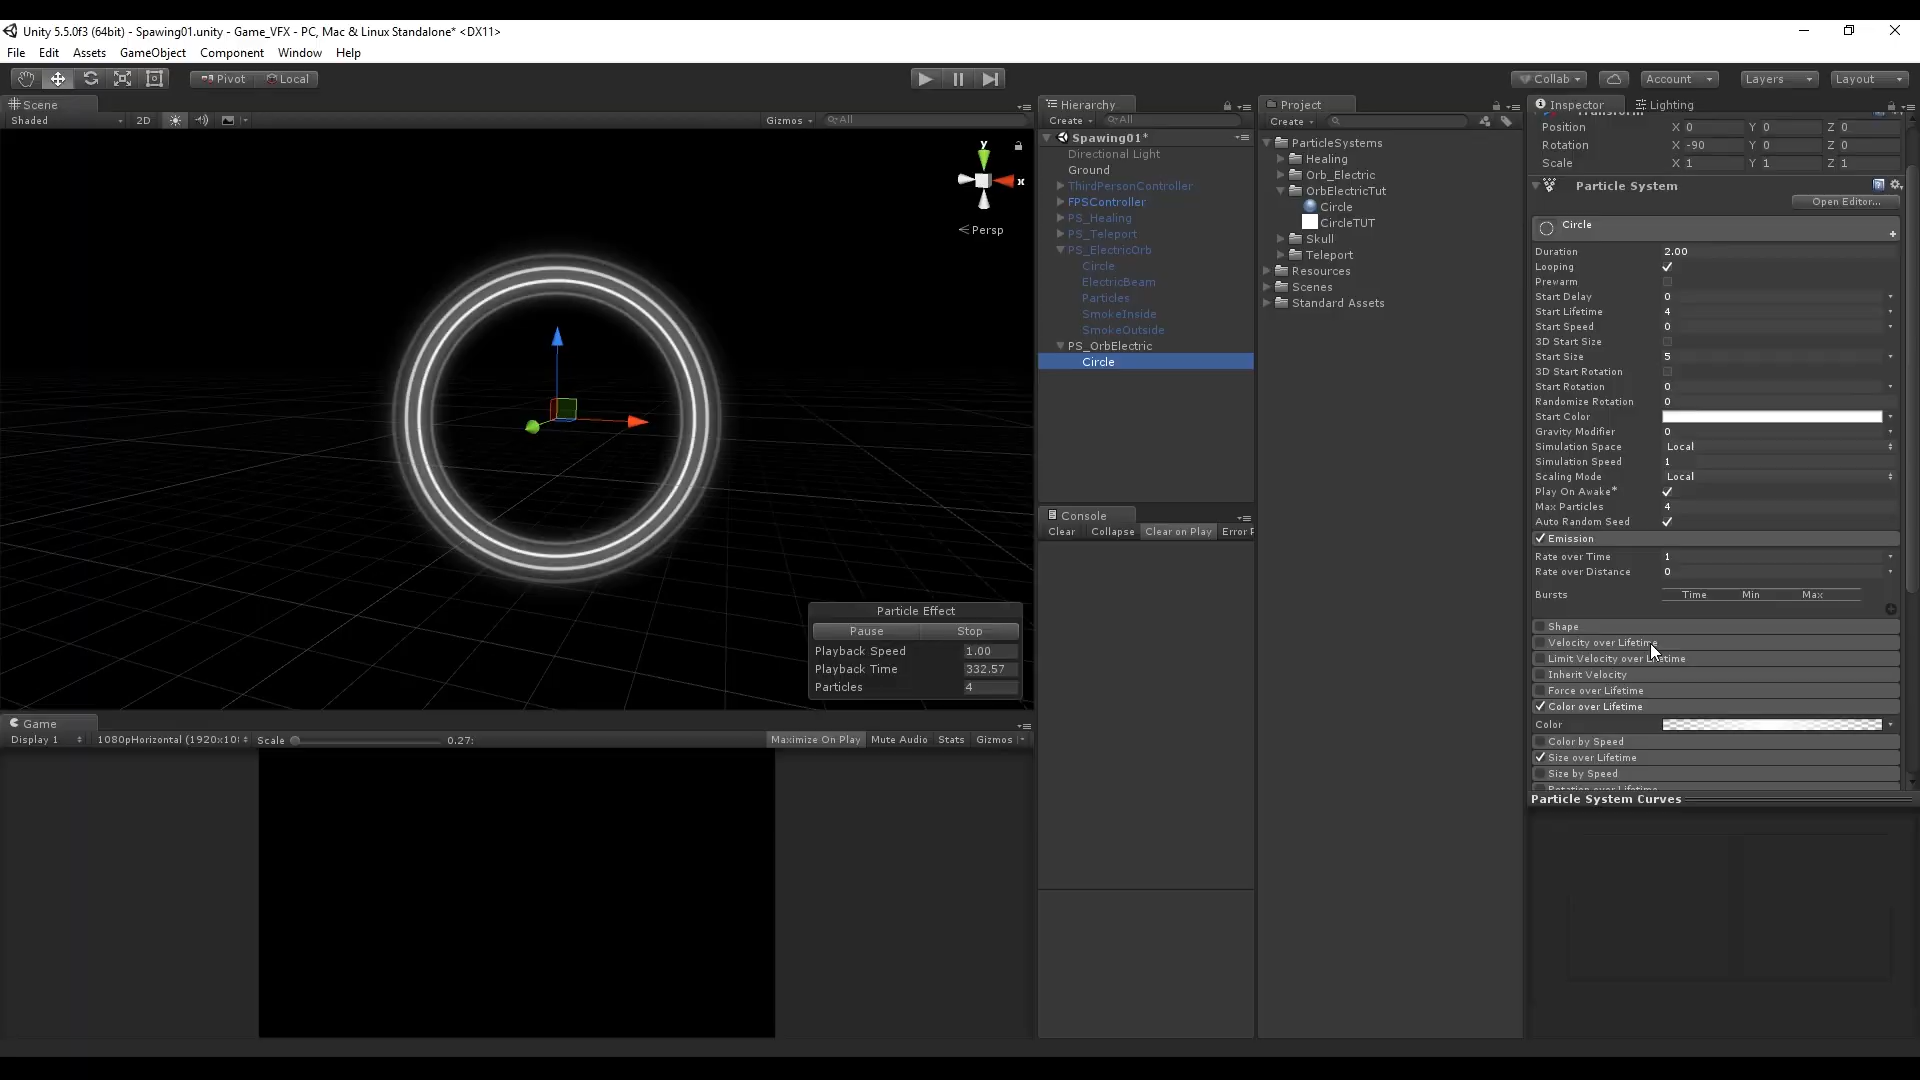 Unity 5.5.0f3 (64bit) - Spawing01.unity - Game_VFX - PC, Mac & Linux Standalone* <DX11>
File Edit Assets GameObject Component Window Help
Pivot Local
Collab Account Layers Layout
Scene
Shaded 2D Gizmos All
y
x
Persp
Particle Effect
Pause Stop
Playback Speed 1.00
Playback Time 332.57
Particles 4
Game
Display 1 1080pHorizontal (1920x10 Scale 0.27: Maximize On Play Mute Audio Stats Gizmos
Hierarchy
Create All
Spawing01*
Directional Light
Ground
ThirdPersonController
FPSController
PS_Healing
PS_Teleport
PS_ElectricOrb
Circle
ElectricBeam
Particles
SmokeInside
SmokeOutside
PS_OrbElectric
Circle
Console
Clear Collapse Clear on Play Error P
Project
Create
ParticleSystems
Healing
Orb_Electric
OrbElectricTut
Circle
CircleTUT
Skull
Teleport
Resources
Scenes
Standard Assets
Inspector Lighting
Transform
Position X 0 Y 0 Z 0
Rotation X -90 Y 0 Z 0
Scale X 1 Y 1 Z 1
Particle System
Open Editor...
Circle
Duration 2.00
Looping
Prewarm
Start Delay 0
Start Lifetime 4
Start Speed 0
3D Start Size
Start Size 5
3D Start Rotation
Start Rotation 0
Randomize Rotation 0
Start Color
Gravity Modifier 0
Simulation Space Local
Simulation Speed 1
Scaling Mode Local
Play On Awake*
Max Particles 4
Auto Random Seed
Emission
Rate over Time 1
Rate over Distance 0
Bursts Time Min Max
Shape
Velocity over Lifetime
Limit Velocity over Lifetime
Inherit Velocity
Force over Lifetime
Color over Lifetime
Color
Color by Speed
Size over Lifetime
Size by Speed
Rotation over Lifetime
Particle System Curves